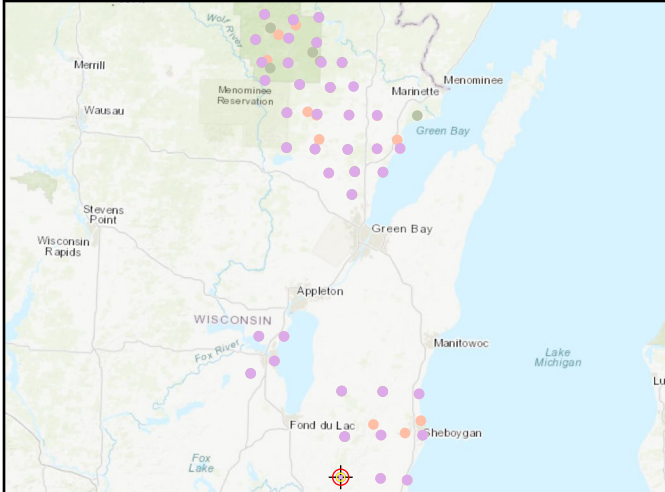 Wolf
River
Merrill
Menominee
Marinette
Menominee
Reservation
Wausau
Green Bay
Stevens
Point
Green Bay
Wisconsin
Rapids
Appleton
WISCONSIN
Manitowoc
Fox River
Lake
Michigan
Lu
Fond du Lac
Sheboygan
Fox
Lake